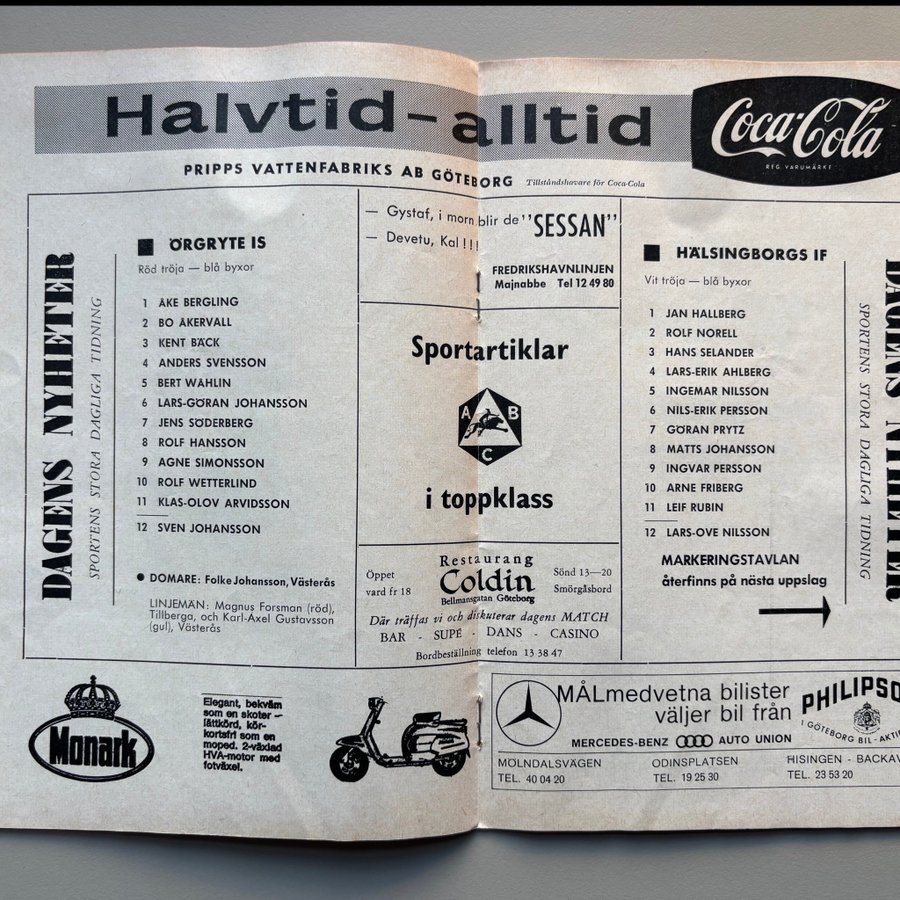 Halvtid–alltid
Coca-Cola
REG. VARUMÄRKE
PRIPPS VATTENFABRIKS AB GÖTEBORG Tillståndshavare för Coca-Cola
DAGENS NYHETER
SPORTENS STORA DAGLIGA TIDNING
ÖRGRYTE IS
Röd tröja — blå byxor
1 ÅKE BERGLING
2 BO ÅKERVALL
3 KENT BÄCK
4 ANDERS SVENSSON
5 BERT WAHLIN
6 LARS-GÖRAN JOHANSSON
7 JENS SÖDERBERG
8 ROLF HANSSON
9 AGNE SIMONSSON
10 ROLF WETTERLIND
11 KLAS-OLOV ARVIDSSON
12 SVEN JOHANSSON
DOMARE: Folke Johansson, Västerås
LINJEMÄN: Magnus Forsman (röd),
Tillberga, och Karl-Axel Gustavsson
(gul), Västerås
— Gystaf, i morn blir de "SESSAN"
— Devetu, Kal !!!
FREDRIKSHAVNLINJEN
Majnabbe Tel 12 49 80
Sportartiklar
A B
C
i toppklass
Restaurang
Öppet Coldin Sönd 13—20
vard fr 18 Bellmansgatan Göteborg Smörgåsbord
Där träffas vi och diskuterar dagens MATCH
BAR - SUPÉ - DANS - CASINO
Bordbeställning telefon 13 38 47
HÄLSINGBORGS IF
Vit tröja — blå byxor
1 JAN HALLBERG
2 ROLF NORELL
3 HANS SELANDER
4 LARS-ERIK AHLBERG
5 INGEMAR NILSSON
6 NILS-ERIK PERSSON
7 GÖRAN PRYTZ
8 MATTS JOHANSSON
9 INGVAR PERSSON
10 ARNE FRIBERG
11 LEIF RUBIN
12 LARS-OVE NILSSON
MARKERINGSTAVLAN
återfinns på nästa uppslag
DAGENS NYHETER
SPORTENS STORA DAGLIGA TIDNING
Monark
Elegant, bekväm
som en skoter –
lättkörd, kör-
kortsfri som en
moped. 2-växlad
HVA-motor med
fotväxel.
MÅLmedvetna bilister
väljer bil från
PHILIPSO
I GÖTEBORG BIL-AKTI
MERCEDES-BENZ AUTO UNION
MÖLNDALSVÄGEN ODINSPLATSEN HISINGEN - BACKAV
TEL. 40 04 20 TEL. 19 25 30 TEL. 23 53 20